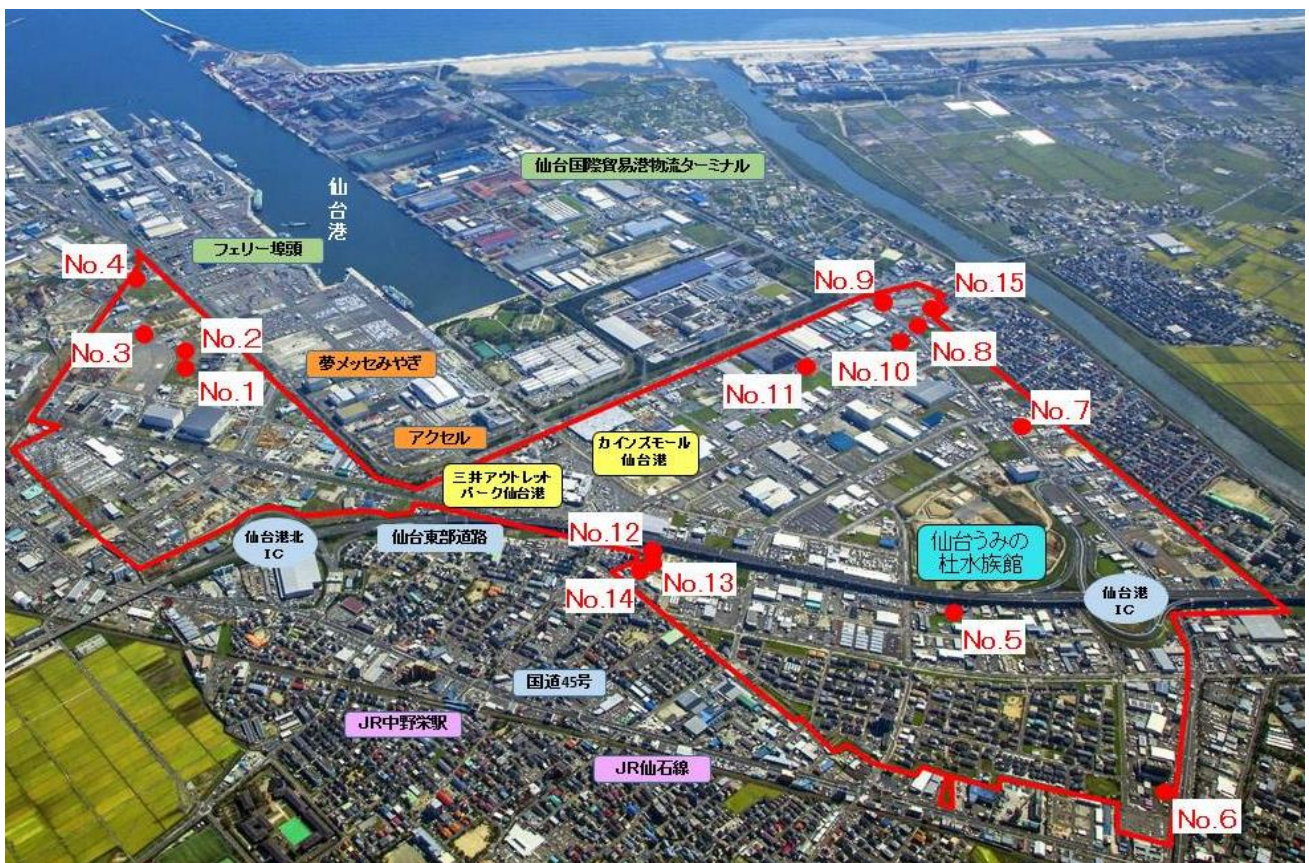 仙台国際貿易港物流ターミナル
仙台港
フェリー埠頭
No.4
No.9
No.15
No.3
No.2
No.8
夢メッセみやぎ
No.1
No.11
No.10
No.7
アクセル
カインズモール
仙台港
三井アウトレット
パーク仙台港
仙台港北
IC
仙台東部道路
No.12
仙台うみの
杜水族館
No.13
No.14
仙台港
IC
No.5
国道45号
JR中野栄駅
JR仙石線
No.6